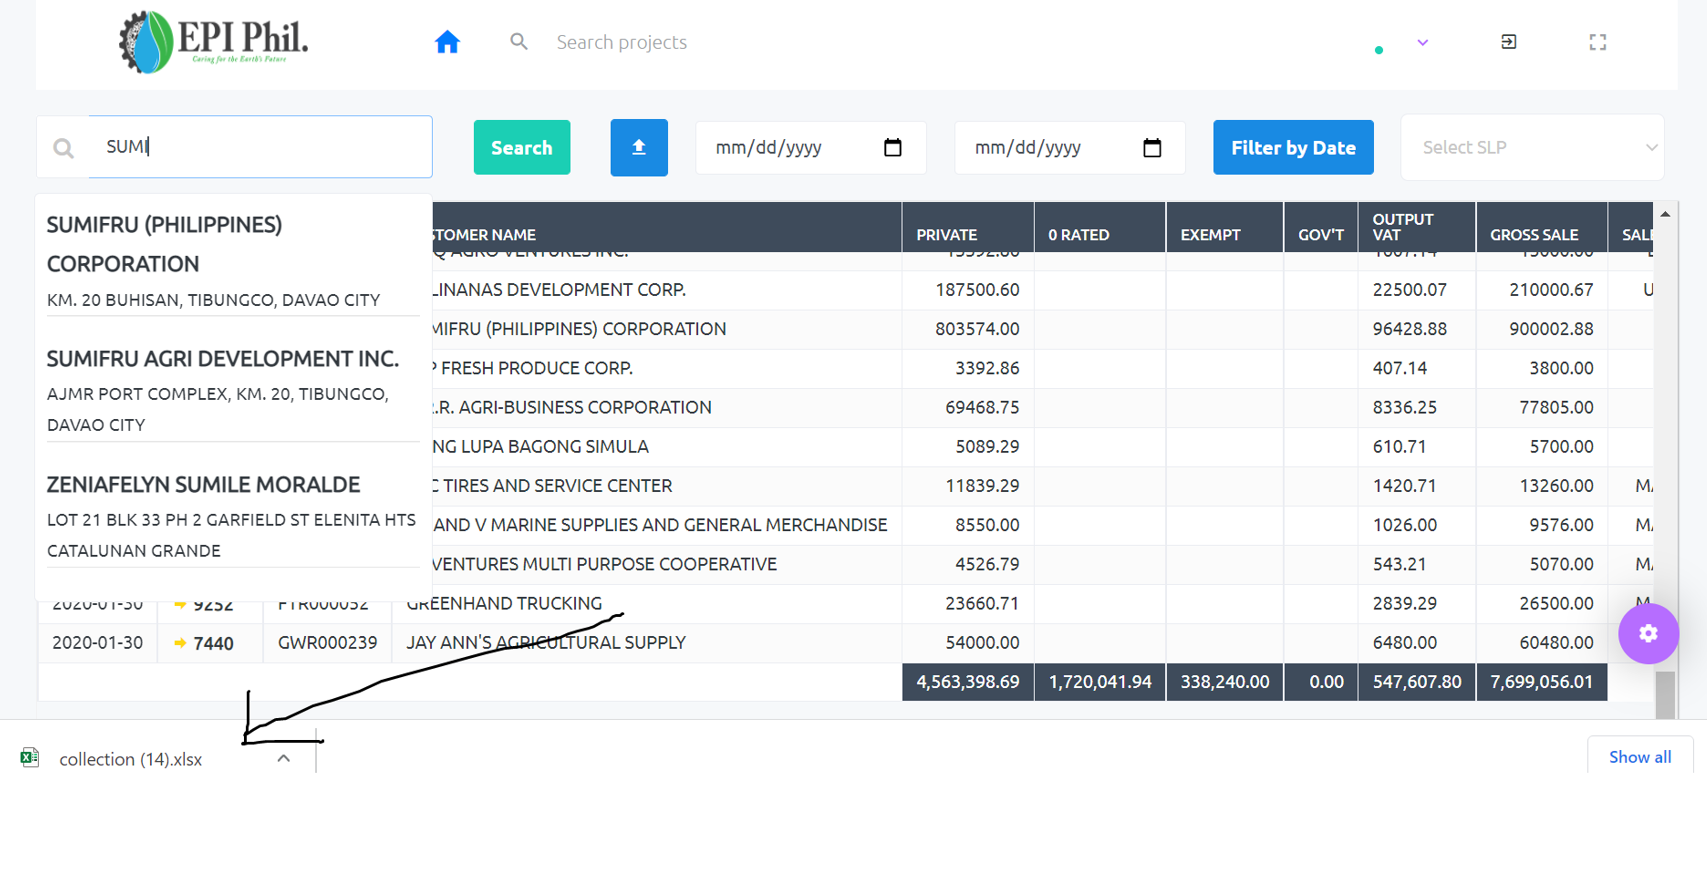 EPI Phil.
Caring for the Earth's Future
Search projects
SUMI
Search
mm/dd/yyyy
mm/dd/yyyy
Filter by Date
Select SLP
SUMIFRU (PHILIPPINES)
CORPORATION
KM. 20 BUHISAN, TIBUNGCO, DAVAO CITY
SUMIFRU AGRI DEVELOPMENT INC.
AJMR PORT COMPLEX, KM. 20, TIBUNGCO,
DAVAO CITY
ZENIAFELYN SUMILE MORALDE
LOT 21 BLK 33 PH 2 GARFIELD ST ELENITA HTS
CATALUNAN GRANDE
STOMER NAME PRIVATE 0 RATED EXEMPT GOV'T OUTPUT VAT GROSS SALE SALE
Q AGRO VENTURES INC. 13392.86 1607.14 15000.00
LINANAS DEVELOPMENT CORP. 187500.60 22500.07 210000.67 U
MIFRU (PHILIPPINES) CORPORATION 803574.00 96428.88 900002.88
P FRESH PRODUCE CORP. 3392.86 407.14 3800.00
.R. AGRI-BUSINESS CORPORATION 69468.75 8336.25 77805.00
NG LUPA BAGONG SIMULA 5089.29 610.71 5700.00
C TIRES AND SERVICE CENTER 11839.29 1420.71 13260.00 MA
AND V MARINE SUPPLIES AND GENERAL MERCHANDISE 8550.00 1026.00 9576.00 MA
VENTURES MULTI PURPOSE COOPERATIVE 4526.79 543.21 5070.00 MA
2020-01-30 9252 FTR000052 GREENHAND TRUCKING 23660.71 2839.29 26500.00 M
2020-01-30 7440 GWR000239 JAY ANN'S AGRICULTURAL SUPPLY 54000.00 6480.00 60480.00
4,563,398.69 1,720,041.94 338,240.00 0.00 547,607.80 7,699,056.01
collection (14).xlsx
Show all